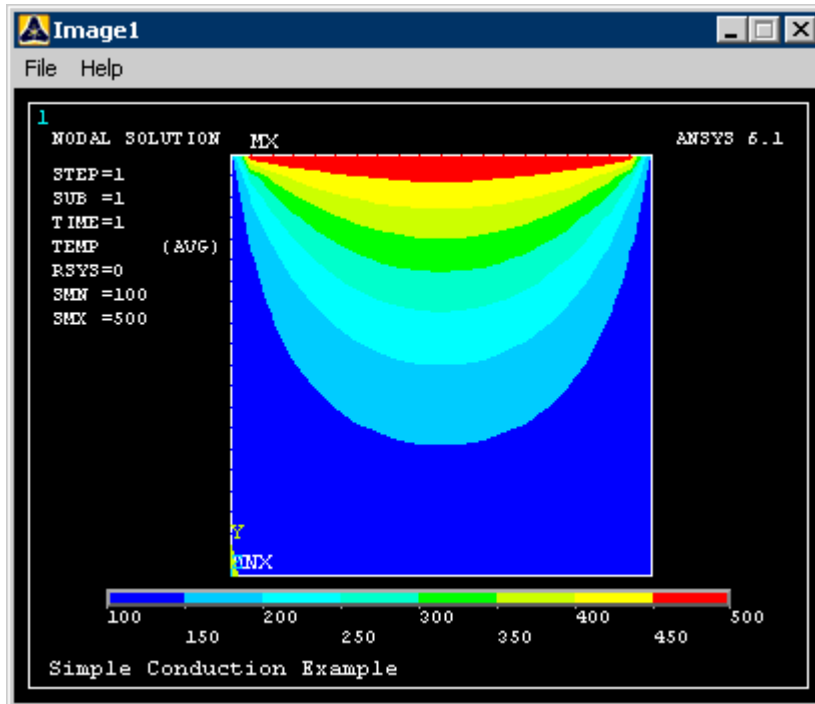 Image1
File Help
1
NODAL SOLUTION
STEP=1
SUB =1
TIME=1
TEMP (AVG)
RSYS=0
SMN =100
SMX =500
MX
ANSYS 6.1
Y
X
100 150 200 250 300 350 400 450 500
Simple Conduction Example